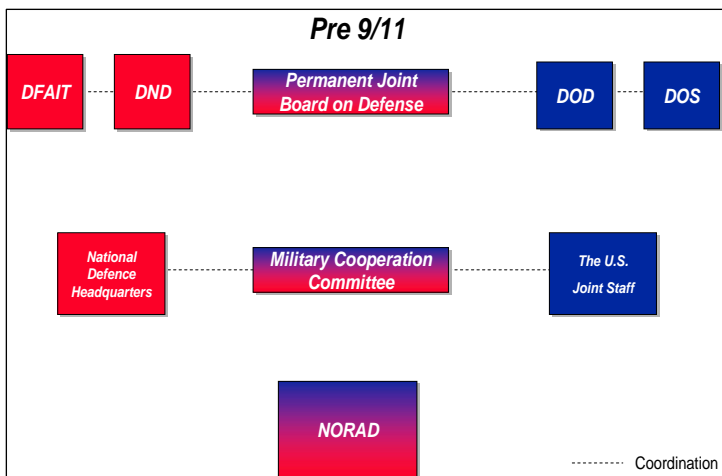 Pre 9/11
DFAIT
DND
Permanent Joint
Board on Defense
DOD
DOS
National
Defence
Headquarters
Military Cooperation
Committee
The U.S.
Joint Staff
NORAD
Coordination